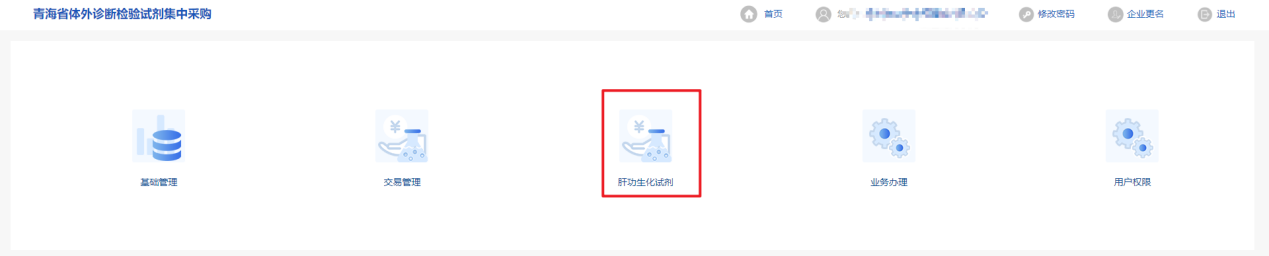 青海省体外诊断检验试剂集中采购
首页
修改密码
企业更名
退出
¥
¥
基础管理
交易管理
肝功生化试剂
业务办理
用户权限